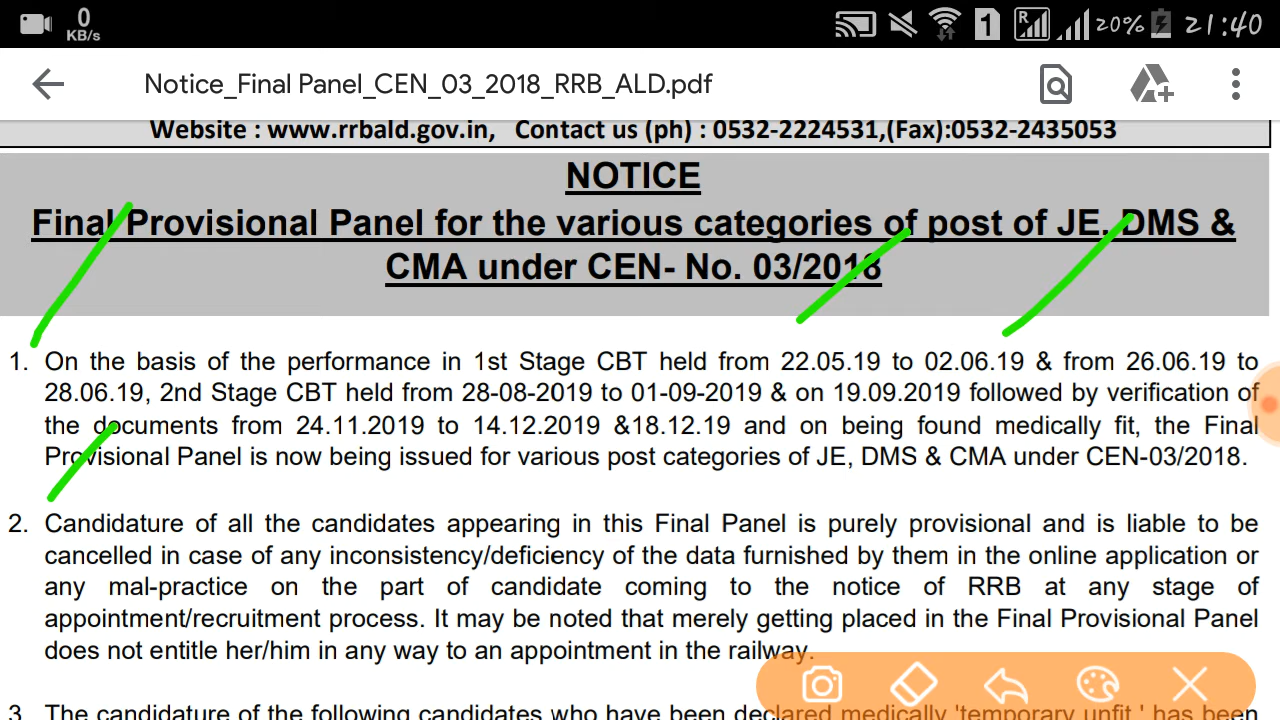 0
KB/s
1
R
20%
21:40
Notice_Final Panel_CEN_03_2018_RRB_ALD.pdf
Website : www.rrbald.gov.in, Contact us (ph) : 0532-2224531,(Fax):0532-2435053
NOTICE
Final Provisional Panel for the various categories of post of JE, DMS &
CMA under CEN- No. 03/2018
1. On the basis of the performance in 1st Stage CBT held from 22.05.19 to 02.06.19 & from 26.06.19 to
28.06.19, 2nd Stage CBT held from 28-08-2019 to 01-09-2019 & on 19.09.2019 followed by verification of
the documents from 24.11.2019 to 14.12.2019 &18.12.19 and on being found medically fit, the Final
Provisional Panel is now being issued for various post categories of JE, DMS & CMA under CEN-03/2018.
2. Candidature of all the candidates appearing in this Final Panel is purely provisional and is liable to be
cancelled in case of any inconsistency/deficiency of the data furnished by them in the online application or
any mal-practice on the part of candidate coming to the notice of RRB at any stage of
appointment/recruitment process. It may be noted that merely getting placed in the Final Provisional Panel
does not entitle her/him in any way to an appointment in the railway.
3 The candidature of the following candidates who have been declared medically 'temporary unfit ' has been